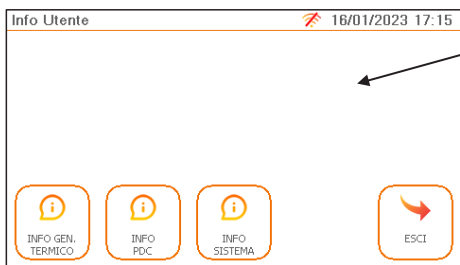 Info Utente 16/01/2023 17:15
INFO GEN.
TERMICO
INFO
PDC
INFO
SISTEMA
ESCI